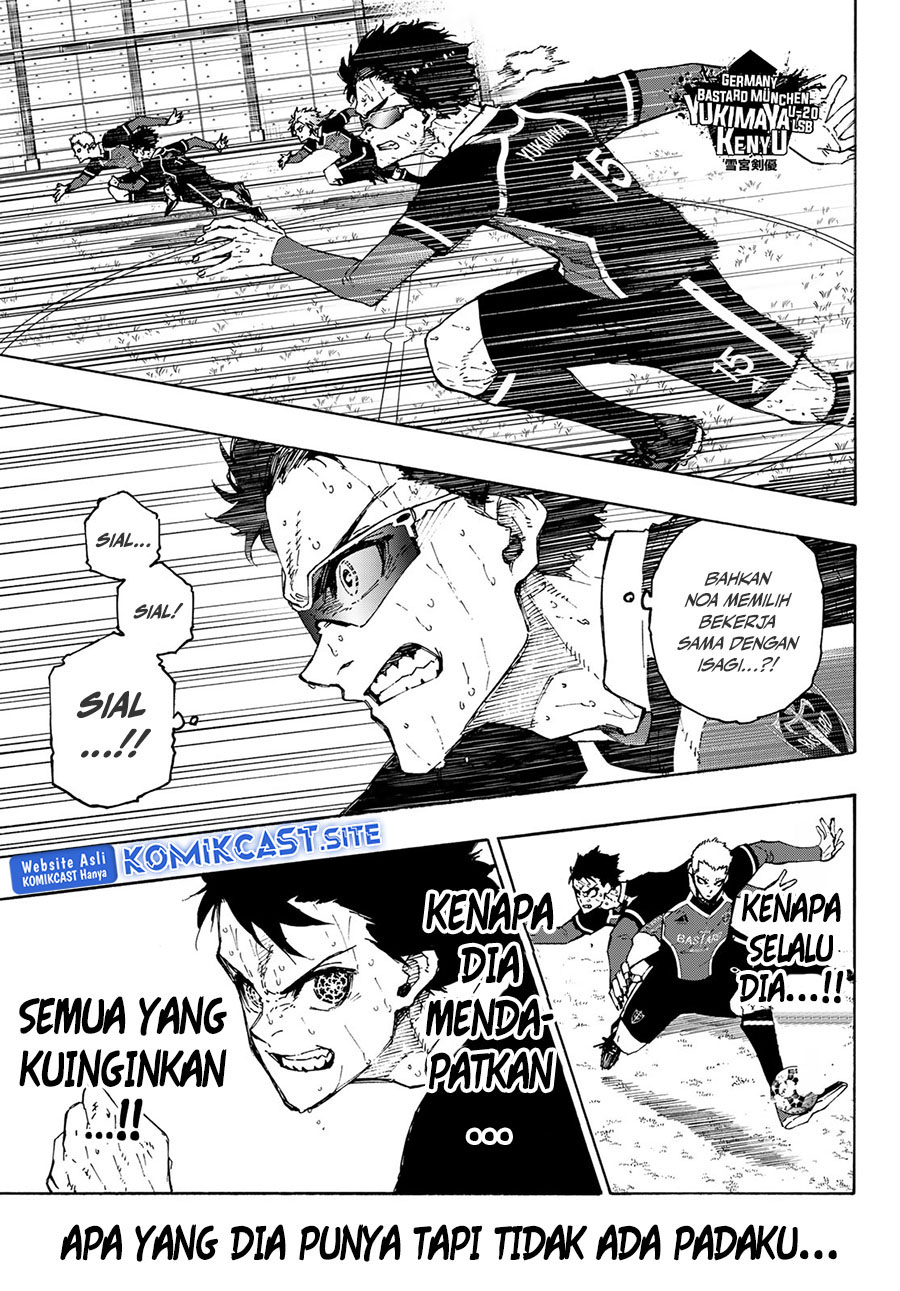 GERMANY
BASTARD MÜNCHEN
U-20
YUKIMAYA
LSB
KENYU
雪宮剣優
YUKIMAYA
15
15
BAHKAN
NOA MEMILIH
BEKERJA
SAMA DENGAN
ISAGI...?!
SIAL...
SIAL!
SIAL
...!!
Website Asli
KOMIKCAST Hanya
KOMIKCAST.SITE
KENAPA
SELALU
DIA...!!
BASTARD
KENAPA
DIA
MENDA-
PATKAN
...
SEMUA YANG
KUINGINKAN
...!!
APA YANG DIA PUNYA TAPI TIDAK ADA PADAKU...